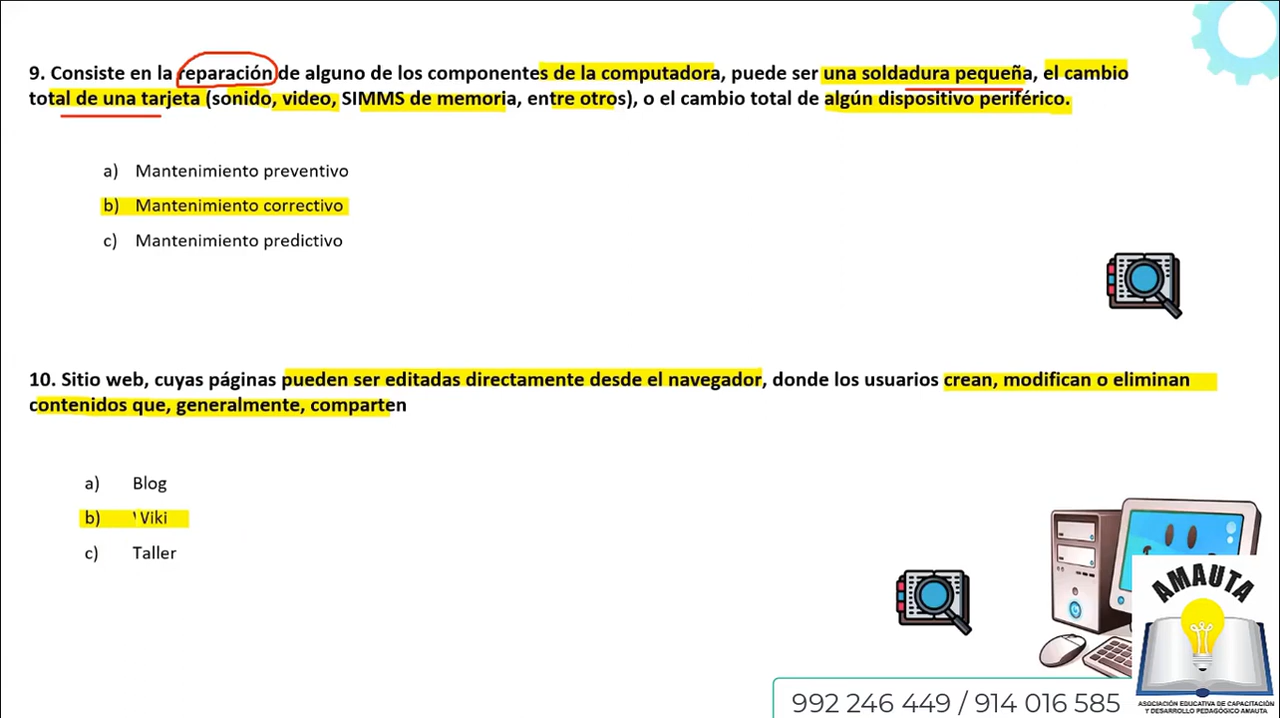 9. Consiste en la reparación de alguno de los componentes de la computadora, puede ser una soldadura pequeña, el cambio
total de una tarjeta (sonido, video, SIMMS de memoria, entre otros), o el cambio total de algún dispositivo periférico.
a) Mantenimiento preventivo
b) Mantenimiento correctivo
c) Mantenimiento predictivo
10. Sitio web, cuyas páginas pueden ser editadas directamente desde el navegador, donde los usuarios crean, modifican o eliminan
contenidos que, generalmente, comparten
a) Blog
b) Wiki
c) Taller
AMAUTA
ASOCIACIÓN EDUCATIVA DE CAPACITACIÓN
Y DESARROLLO PEDAGÓGICO AMAUTA
992 246 449 / 914 016 585